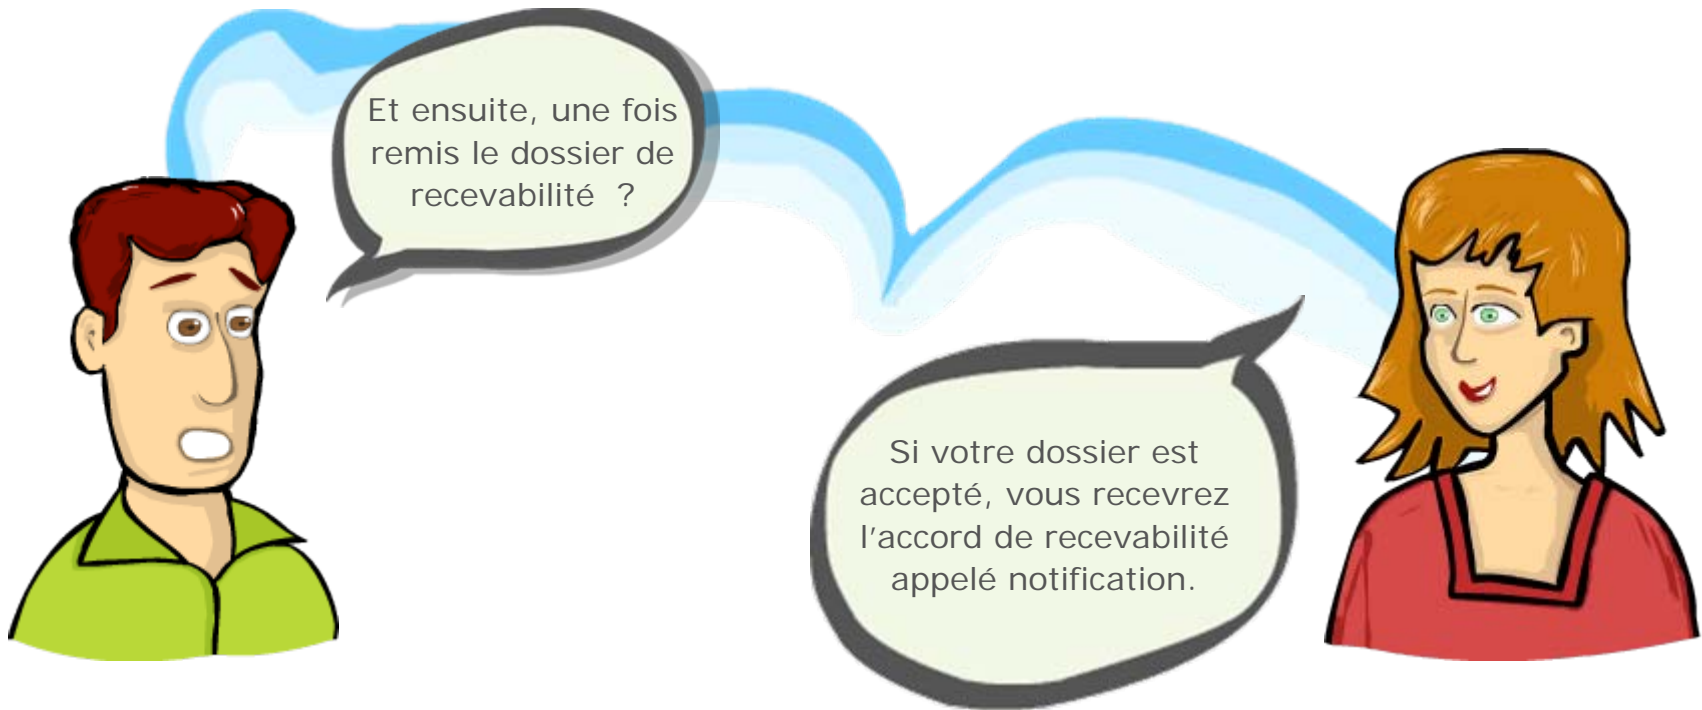 Et ensuite, une fois
remis le dossier de
recevabilité  ?
Si votre dossier est
accepté, vous recevrez
l’accord de recevabilité
appelé notification.